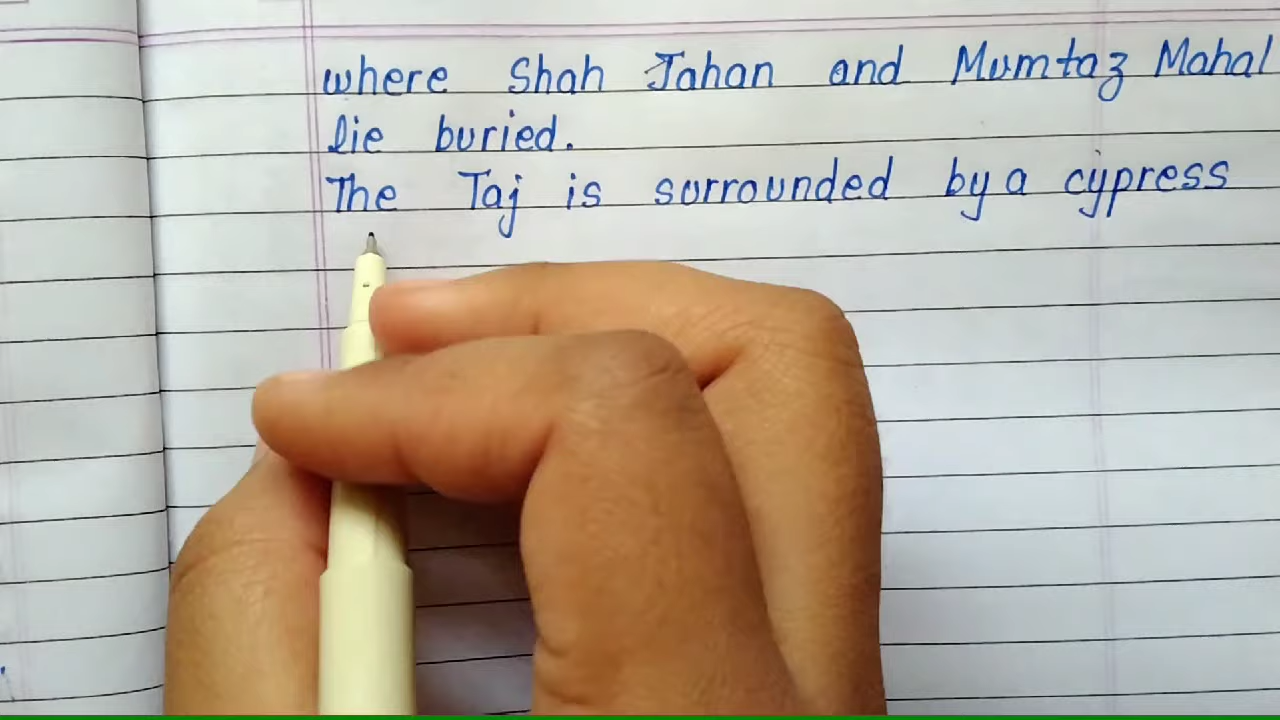 where Shah Jahan and Mumtaz Mahal
lie buried.
The Taj is surrounded by a cypress